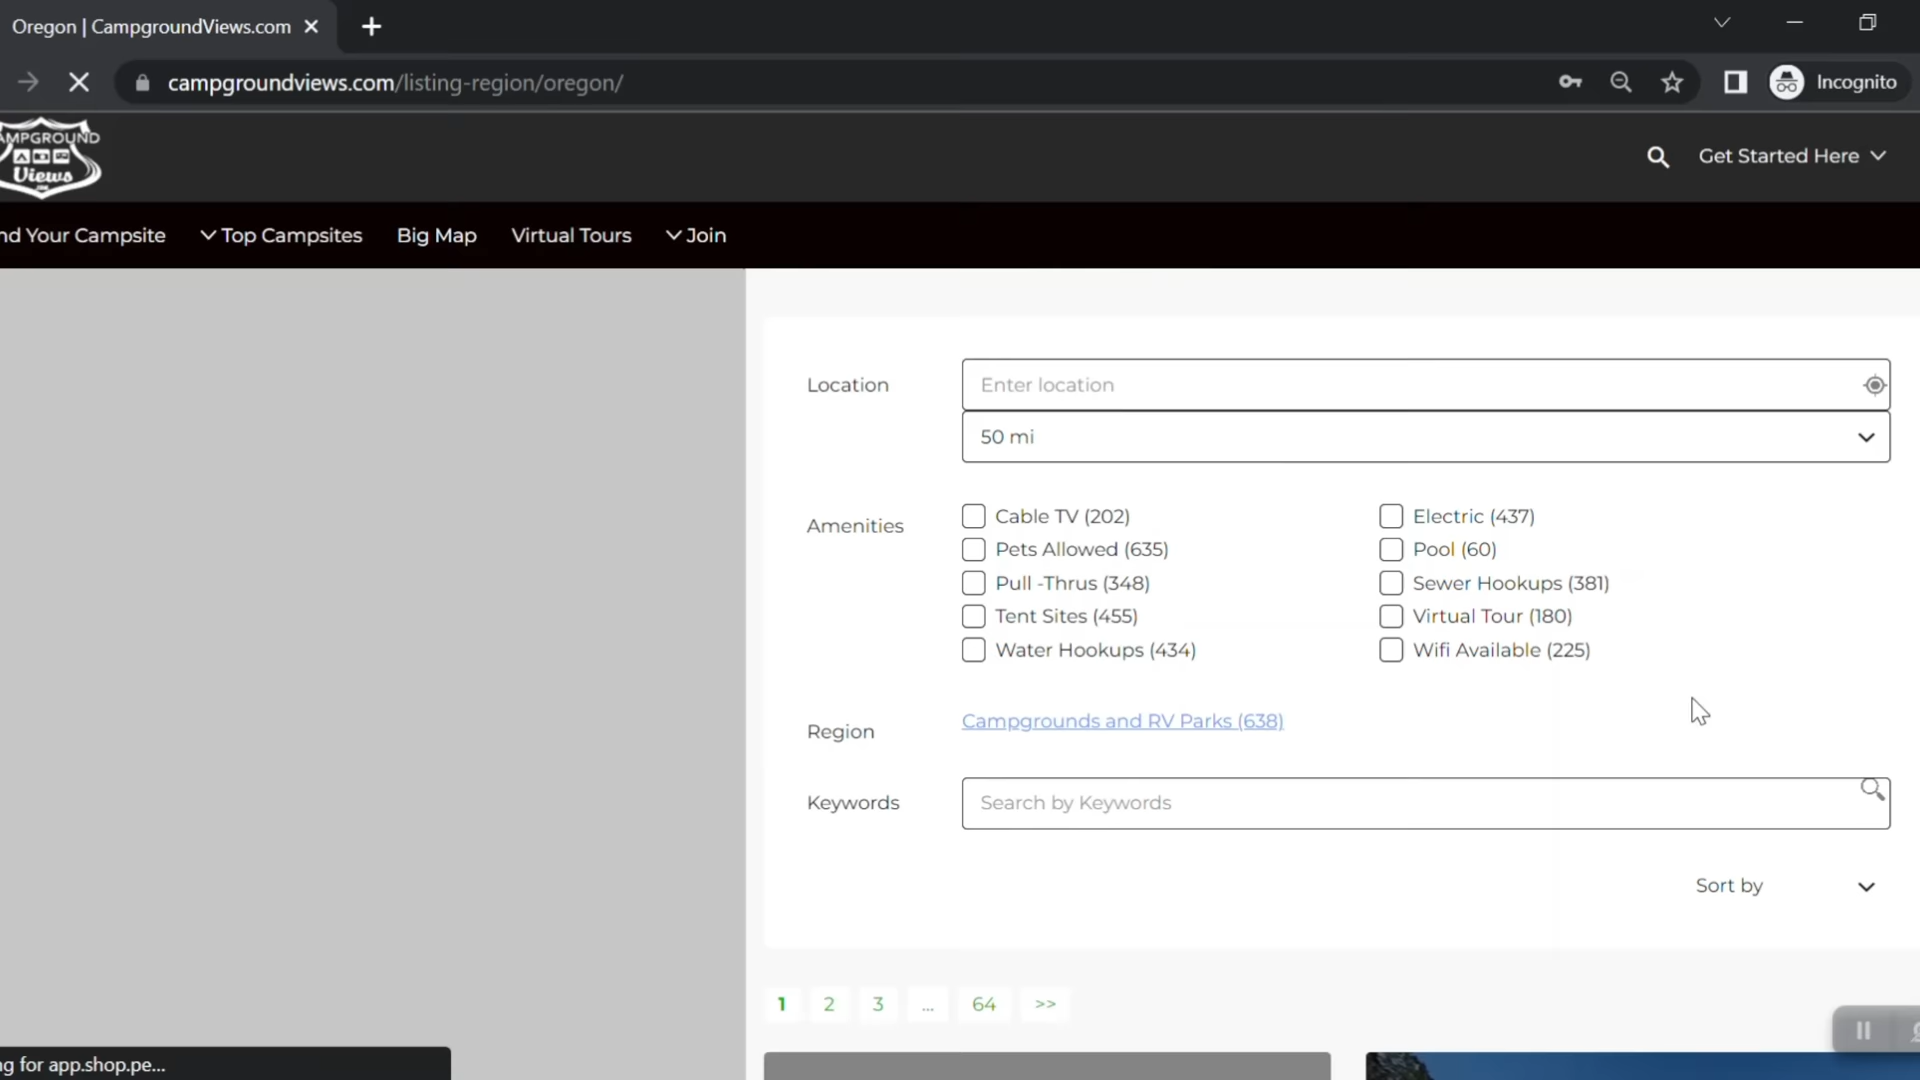 Oregon | CampgroundViews.com
campgroundviews.com/listing-region/oregon/
Incognito
AMPGROUND
Views
Get Started Here
nd Your Campsite
Top Campsites
Big Map
Virtual Tours
Join
Location
Enter location
50 mi
Amenities
Cable TV (202)
Electric (437)
Pets Allowed (635)
Pool (60)
Pull -Thrus (348)
Sewer Hookups (381)
Tent Sites (455)
Virtual Tour (180)
Water Hookups (434)
Wifi Available (225)
Region
Campgrounds and RV Parks (638)
Keywords
Search by Keywords
Sort by
1 2 3 ... 64 >>
ng for app.shop.pe...